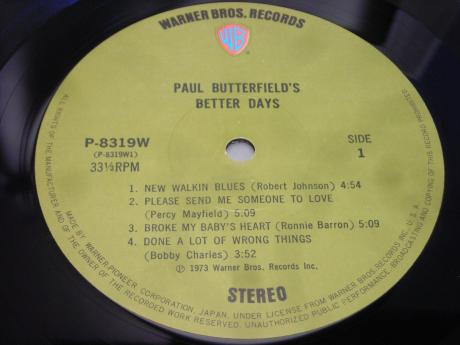 WARNER BROS. RECORDS
WB
PAUL BUTTERFIELD'S
BETTER DAYS
P-8319W
(P-8319W1)
33⅓RPM
SIDE
1
1. NEW WALKIN BLUES (Robert Johnson) 4:54
2. PLEASE SEND ME SOMEONE TO LOVE
(Percy Mayfield) 5:09
3. BROKE MY BABY'S HEART (Ronnie Barron) 5:09
4. DONE A LOT OF WRONG THINGS
(Bobby Charles) 3:52
℗ 1973 Warner Bros. Records Inc.
STEREO
MADE BY WARNER-PIONEER CORPORATION, JAPAN, UNDER LICENSE FROM WARNER BROS. RECORDS INC. U.S.A.
ALL RIGHTS OF THE MANUFACTURER AND OF THE OWNER OF THE RECORDED WORK RESERVED. UNAUTHORIZED PUBLIC PERFORMANCE, BROADCASTING AND COPYING OF THIS RECORD PROHIBITED